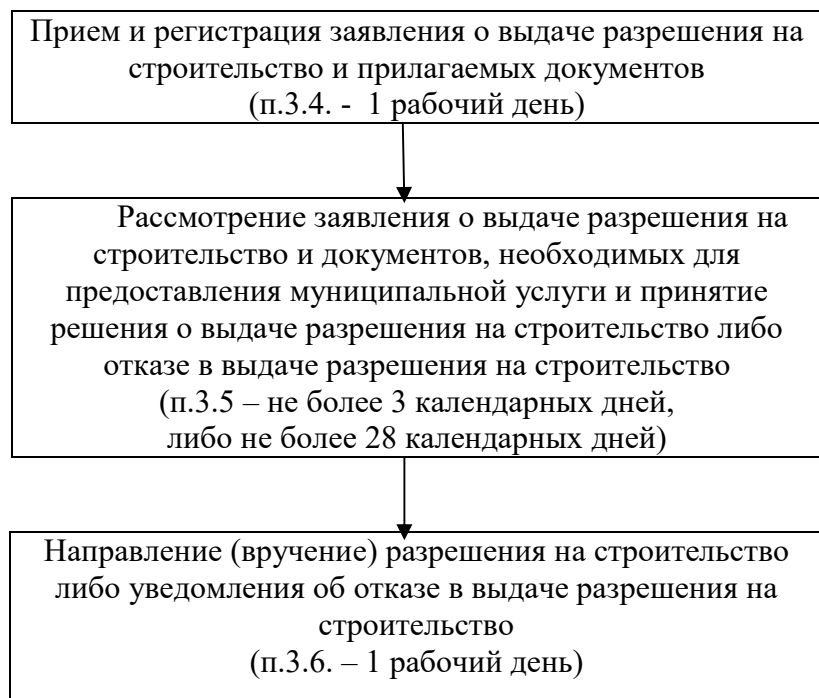 Прием и регистрация заявления о выдаче разрешения на
строительство и прилагаемых документов
(п.3.4. - 1 рабочий день)
Рассмотрение заявления о выдаче разрешения на
строительство и документов, необходимых для
предоставления муниципальной услуги и принятие
решения о выдаче разрешения на строительство либо
отказе в выдаче разрешения на строительство
(п.3.5 – не более 3 календарных дней,
либо не более 28 календарных дней)
Направление (вручение) разрешения на строительство
либо уведомления об отказе в выдаче разрешения на
строительство
(п.3.6. – 1 рабочий день)